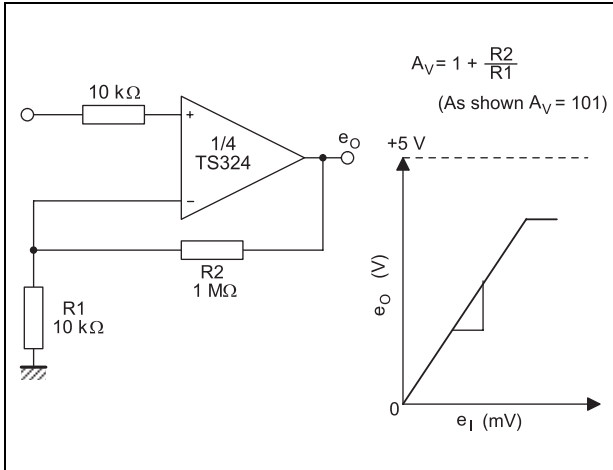 10 kΩ
+
1/4
TS324
−
e_O
R2
1 MΩ
R1
10 kΩ
A_V = 1 + R2/R1
(As shown A_V = 101)
+5 V
e_O (V)
0
e_I (mV)